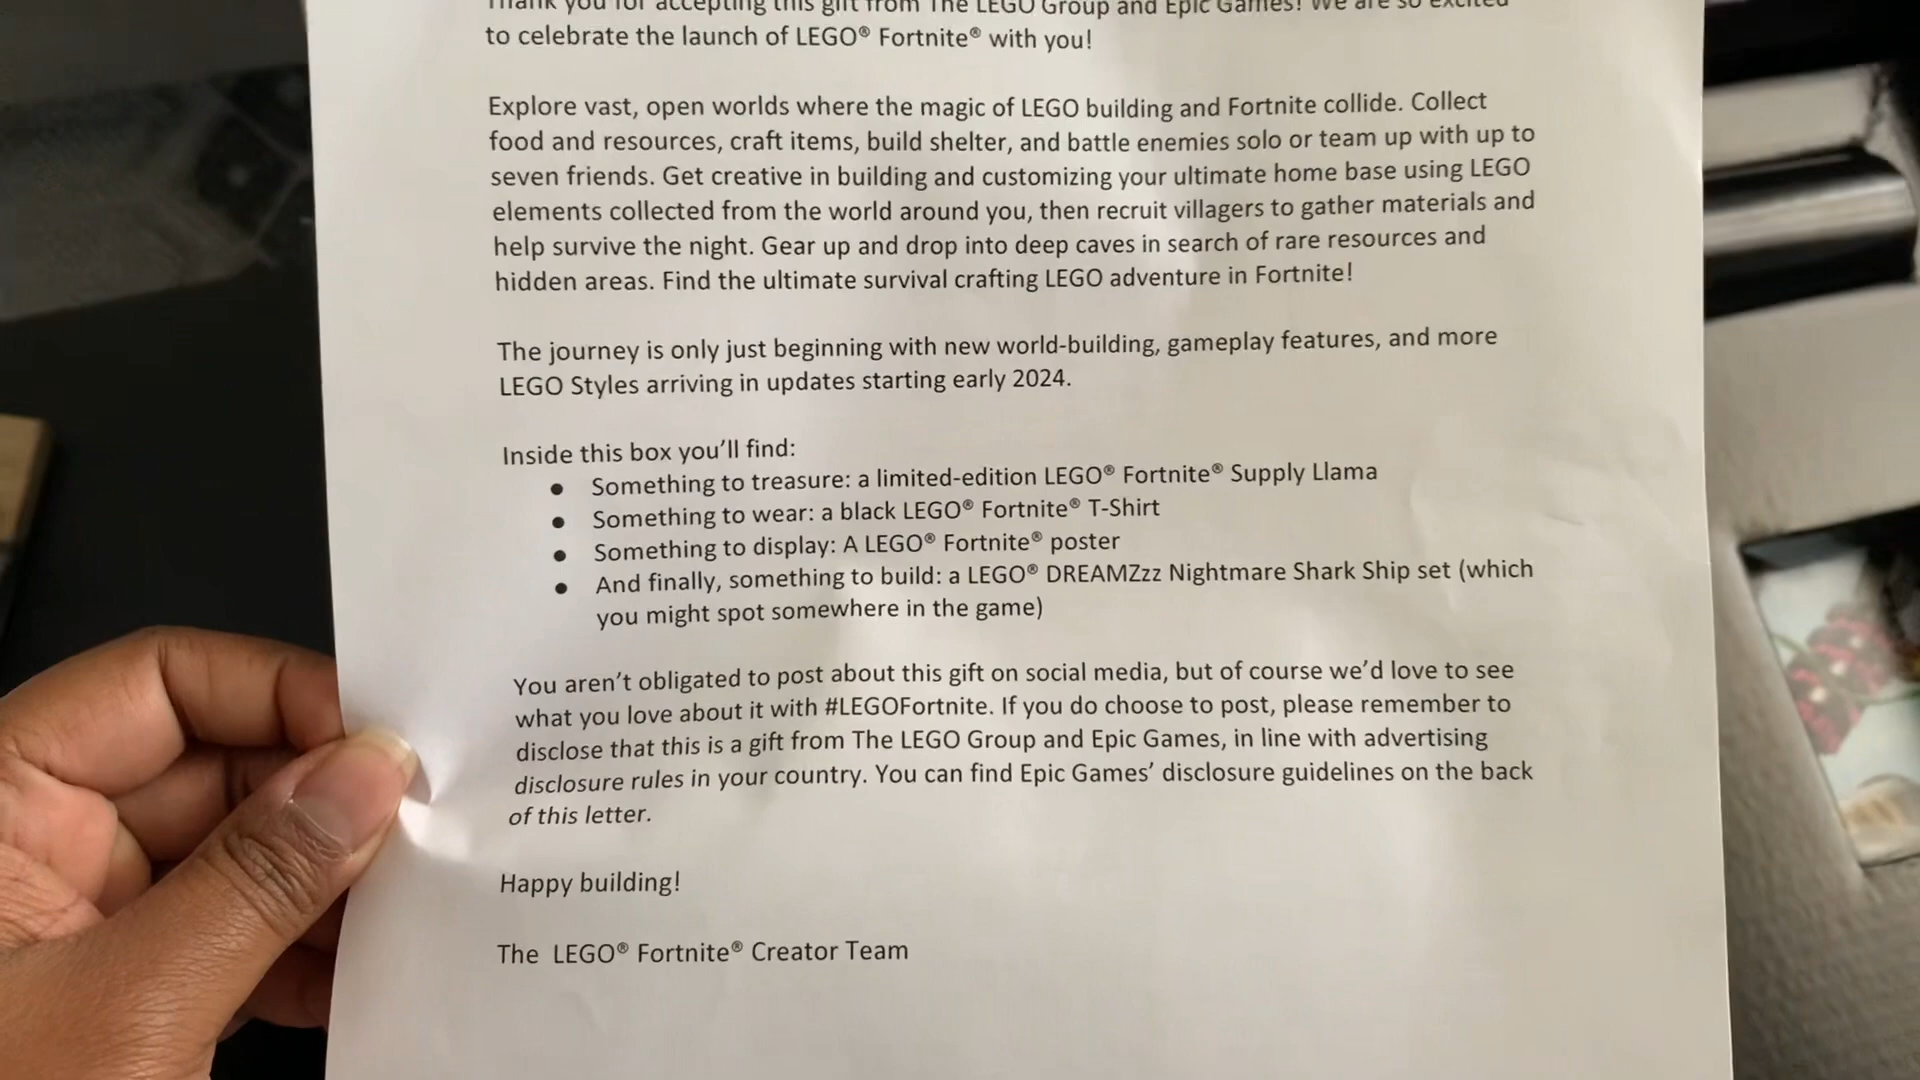 Thank you for accepting this gift from The LEGO Group and Epic Games! We are so excited
to celebrate the launch of LEGO® Fortnite® with you!
Explore vast, open worlds where the magic of LEGO building and Fortnite collide. Collect
food and resources, craft items, build shelter, and battle enemies solo or team up with up to
seven friends. Get creative in building and customizing your ultimate home base using LEGO
elements collected from the world around you, then recruit villagers to gather materials and
help survive the night. Gear up and drop into deep caves in search of rare resources and
hidden areas. Find the ultimate survival crafting LEGO adventure in Fortnite!
The journey is only just beginning with new world-building, gameplay features, and more
LEGO Styles arriving in updates starting early 2024.
Inside this box you’ll find:
● Something to treasure: a limited-edition LEGO® Fortnite® Supply Llama
● Something to wear: a black LEGO® Fortnite® T-Shirt
● Something to display: A LEGO® Fortnite® poster
● And finally, something to build: a LEGO® DREAMZzz Nightmare Shark Ship set (which
you might spot somewhere in the game)
You aren’t obligated to post about this gift on social media, but of course we’d love to see
what you love about it with #LEGOFortnite. If you do choose to post, please remember to
disclose that this is a gift from The LEGO Group and Epic Games, in line with advertising
disclosure rules in your country. You can find Epic Games’ disclosure guidelines on the back
of this letter.
Happy building!
The LEGO® Fortnite® Creator Team